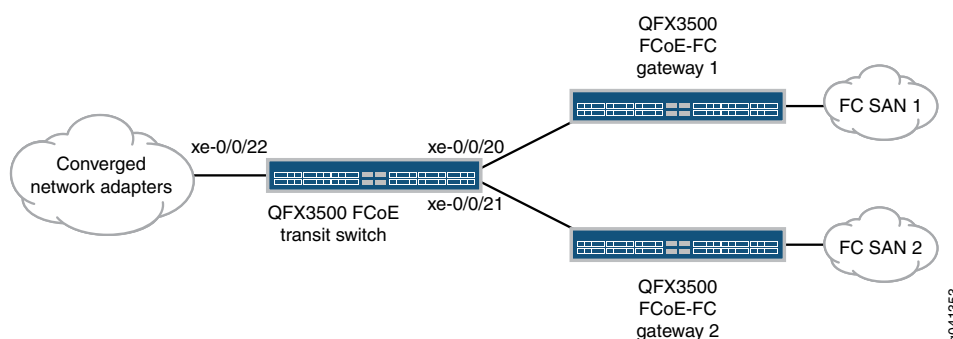 QFX3500
FCoE-FC
gateway 1
FC SAN 1
xe-0/0/22
xe-0/0/20
Converged
network adapters
xe-0/0/21
QFX3500 FCoE
transit switch
FC SAN 2
QFX3500
FCoE-FC
gateway 2
g041353